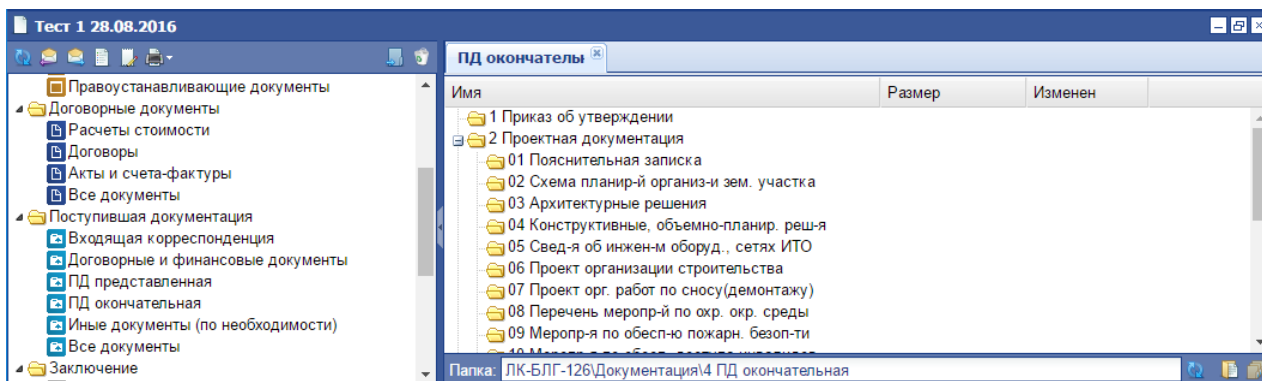 Тест 1 28.08.2016
Правоустанавливающие документы
Договорные документы
Расчеты стоимости
Договоры
Акты и счета-фактуры
Все документы
Поступившая документация
Входящая корреспонденция
Договорные и финансовые документы
ПД представленная
ПД окончательная
Иные документы (по необходимости)
Все документы
Заключение
ПД окончателы
Имя Размер Изменен
1 Приказ об утверждении
2 Проектная документация
01 Пояснительная записка
02 Схема планир-й организ-и зем. участка
03 Архитектурные решения
04 Конструктивные, объемно-планир. реш-я
05 Свед-я об инжен-м оборуд., сетях ИТО
06 Проект организации строительства
07 Проект орг. работ по сносу(демонтажу)
08 Перечень меропр-й по охр. окр. среды
09 Меропр-я по обесп-ю пожарн. безоп-ти
Папка: ЛК-БЛГ-126\Документация\4 ПД окончательная